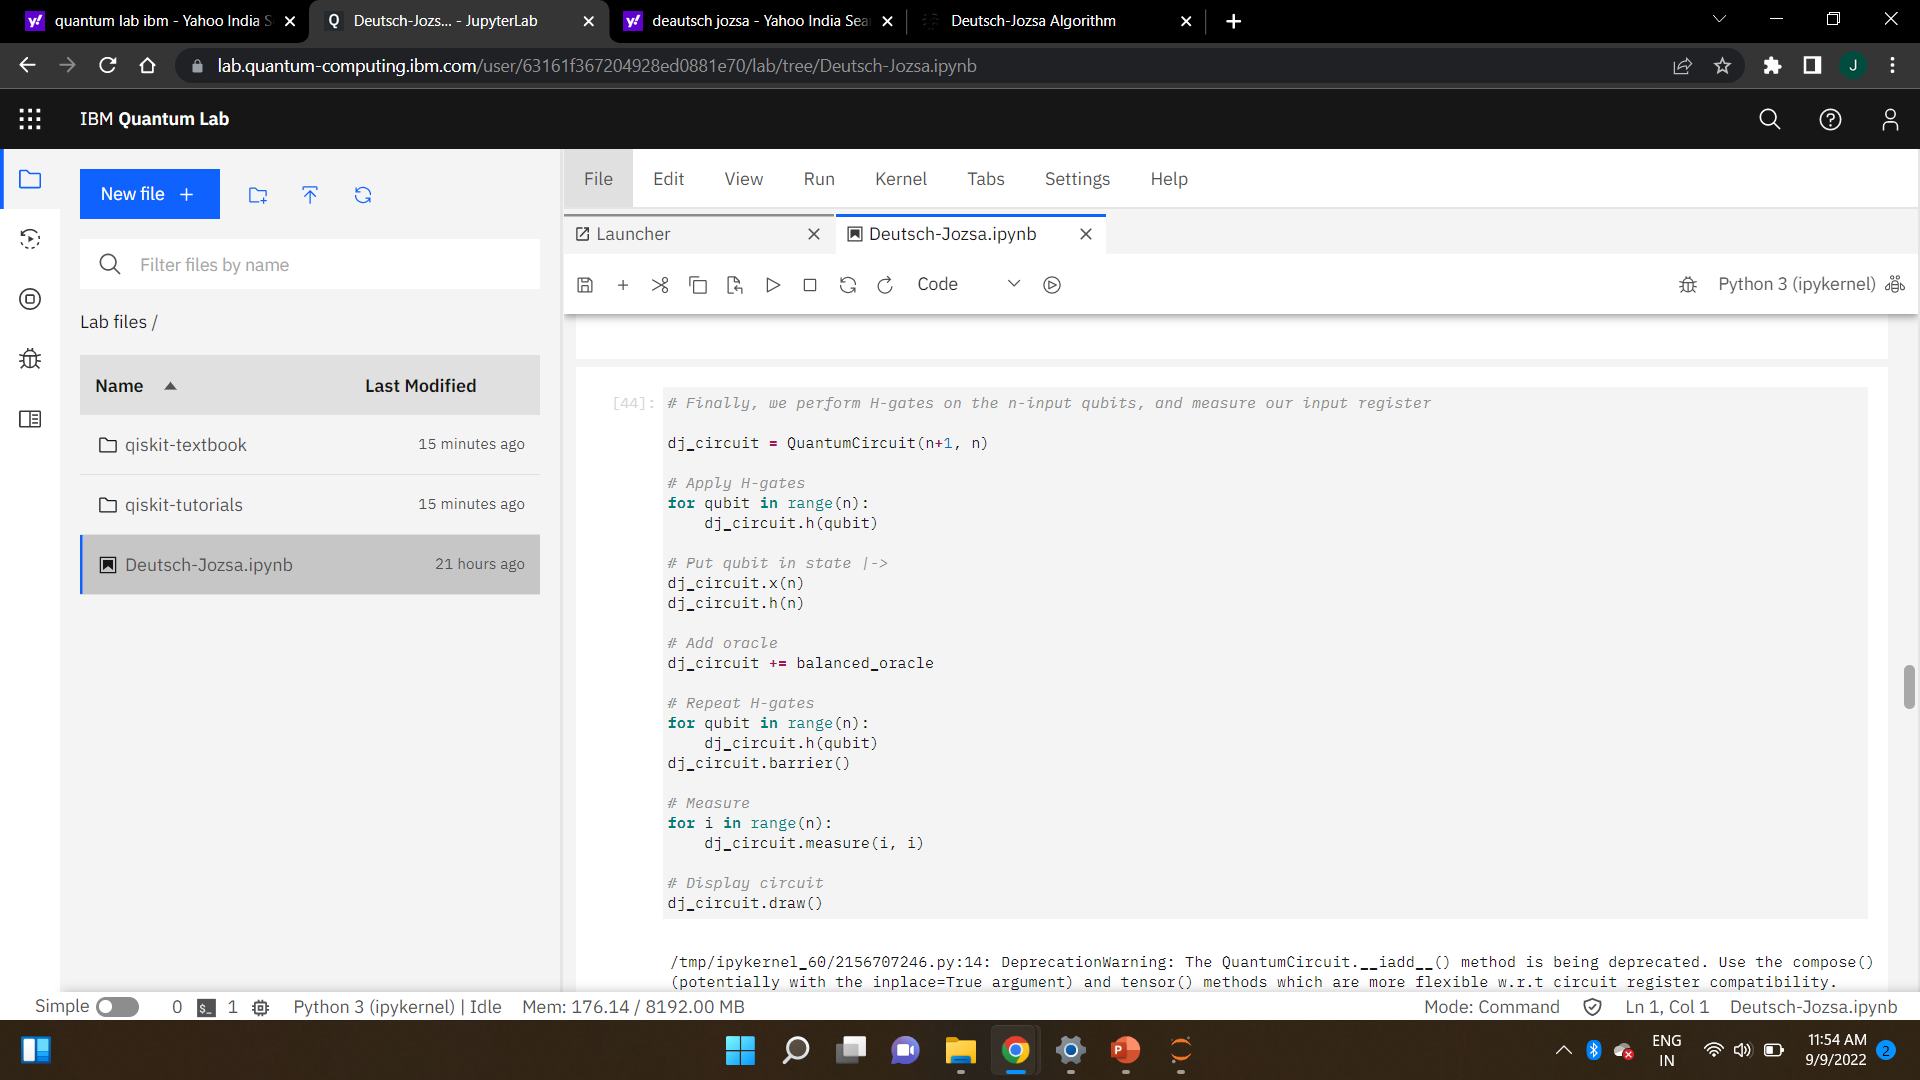 quantum lab ibm - Yahoo India S
Deutsch-Jozs... - JupyterLab
deautsch jozsa - Yahoo India Sea
Deutsch-Jozsa Algorithm
lab.quantum-computing.ibm.com/user/63161f367204928ed0881e70/lab/tree/Deutsch-Jozsa.ipynb
J
IBM Quantum Lab
New file +
Filter files by name
Lab files /
Name Last Modified
qiskit-textbook 15 minutes ago
qiskit-tutorials 15 minutes ago
Deutsch-Jozsa.ipynb 21 hours ago
File Edit View Run Kernel Tabs Settings Help
Launcher
Deutsch-Jozsa.ipynb
Code
Python 3 (ipykernel)
[44]: # Finally, we perform H-gates on the n-input qubits, and measure our input register
dj_circuit = QuantumCircuit(n+1, n)
# Apply H-gates
for qubit in range(n):
    dj_circuit.h(qubit)
# Put qubit in state |->
dj_circuit.x(n)
dj_circuit.h(n)
# Add oracle
dj_circuit += balanced_oracle
# Repeat H-gates
for qubit in range(n):
    dj_circuit.h(qubit)
dj_circuit.barrier()
# Measure
for i in range(n):
    dj_circuit.measure(i, i)
# Display circuit
dj_circuit.draw()
/tmp/ipykernel_60/2156707246.py:14: DeprecationWarning: The QuantumCircuit.__iadd__() method is being deprecated. Use the compose()
(potentially with the inplace=True argument) and tensor() methods which are more flexible w.r.t circuit register compatibility.
Simple 0 $_ 1 Python 3 (ipykernel) | Idle Mem: 176.14 / 8192.00 MB Mode: Command Ln 1, Col 1 Deutsch-Jozsa.ipynb
ENG
IN
11:54 AM
9/9/2022
2